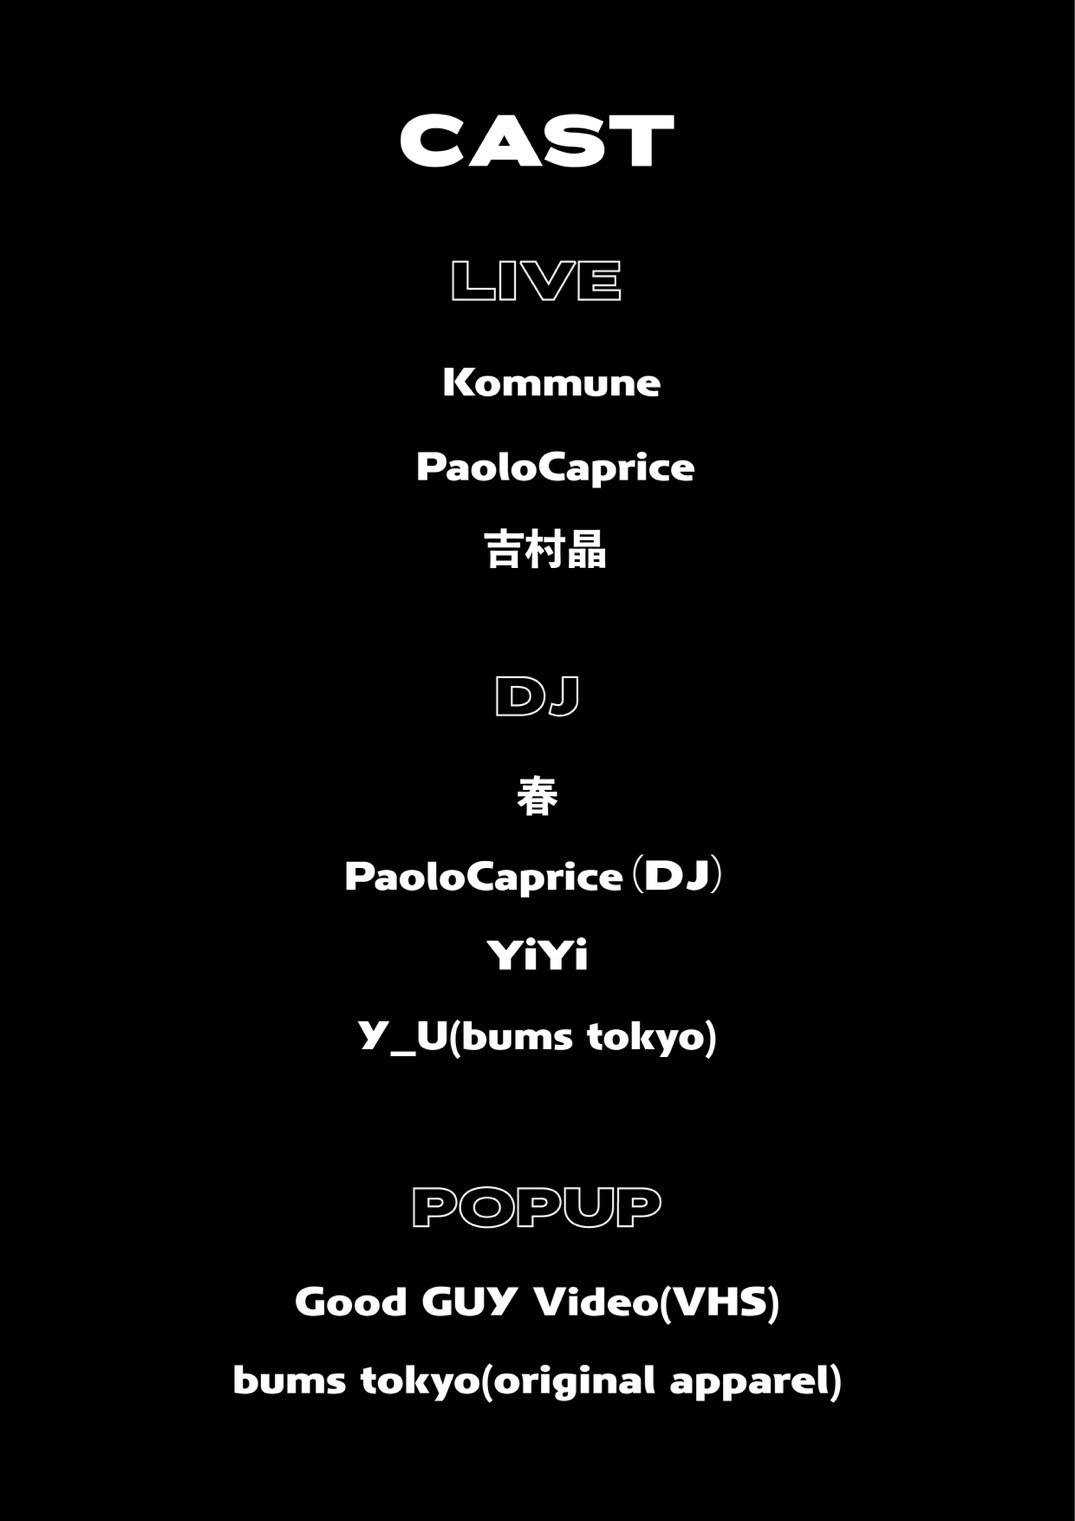 CAST
LIVE
Kommune
PaoloCaprice
吉村晶
DJ
春
PaoloCaprice（DJ）
YiYi
Y_U(bums tokyo)
POPUP
Good GUY Video(VHS)
bums tokyo(original apparel)